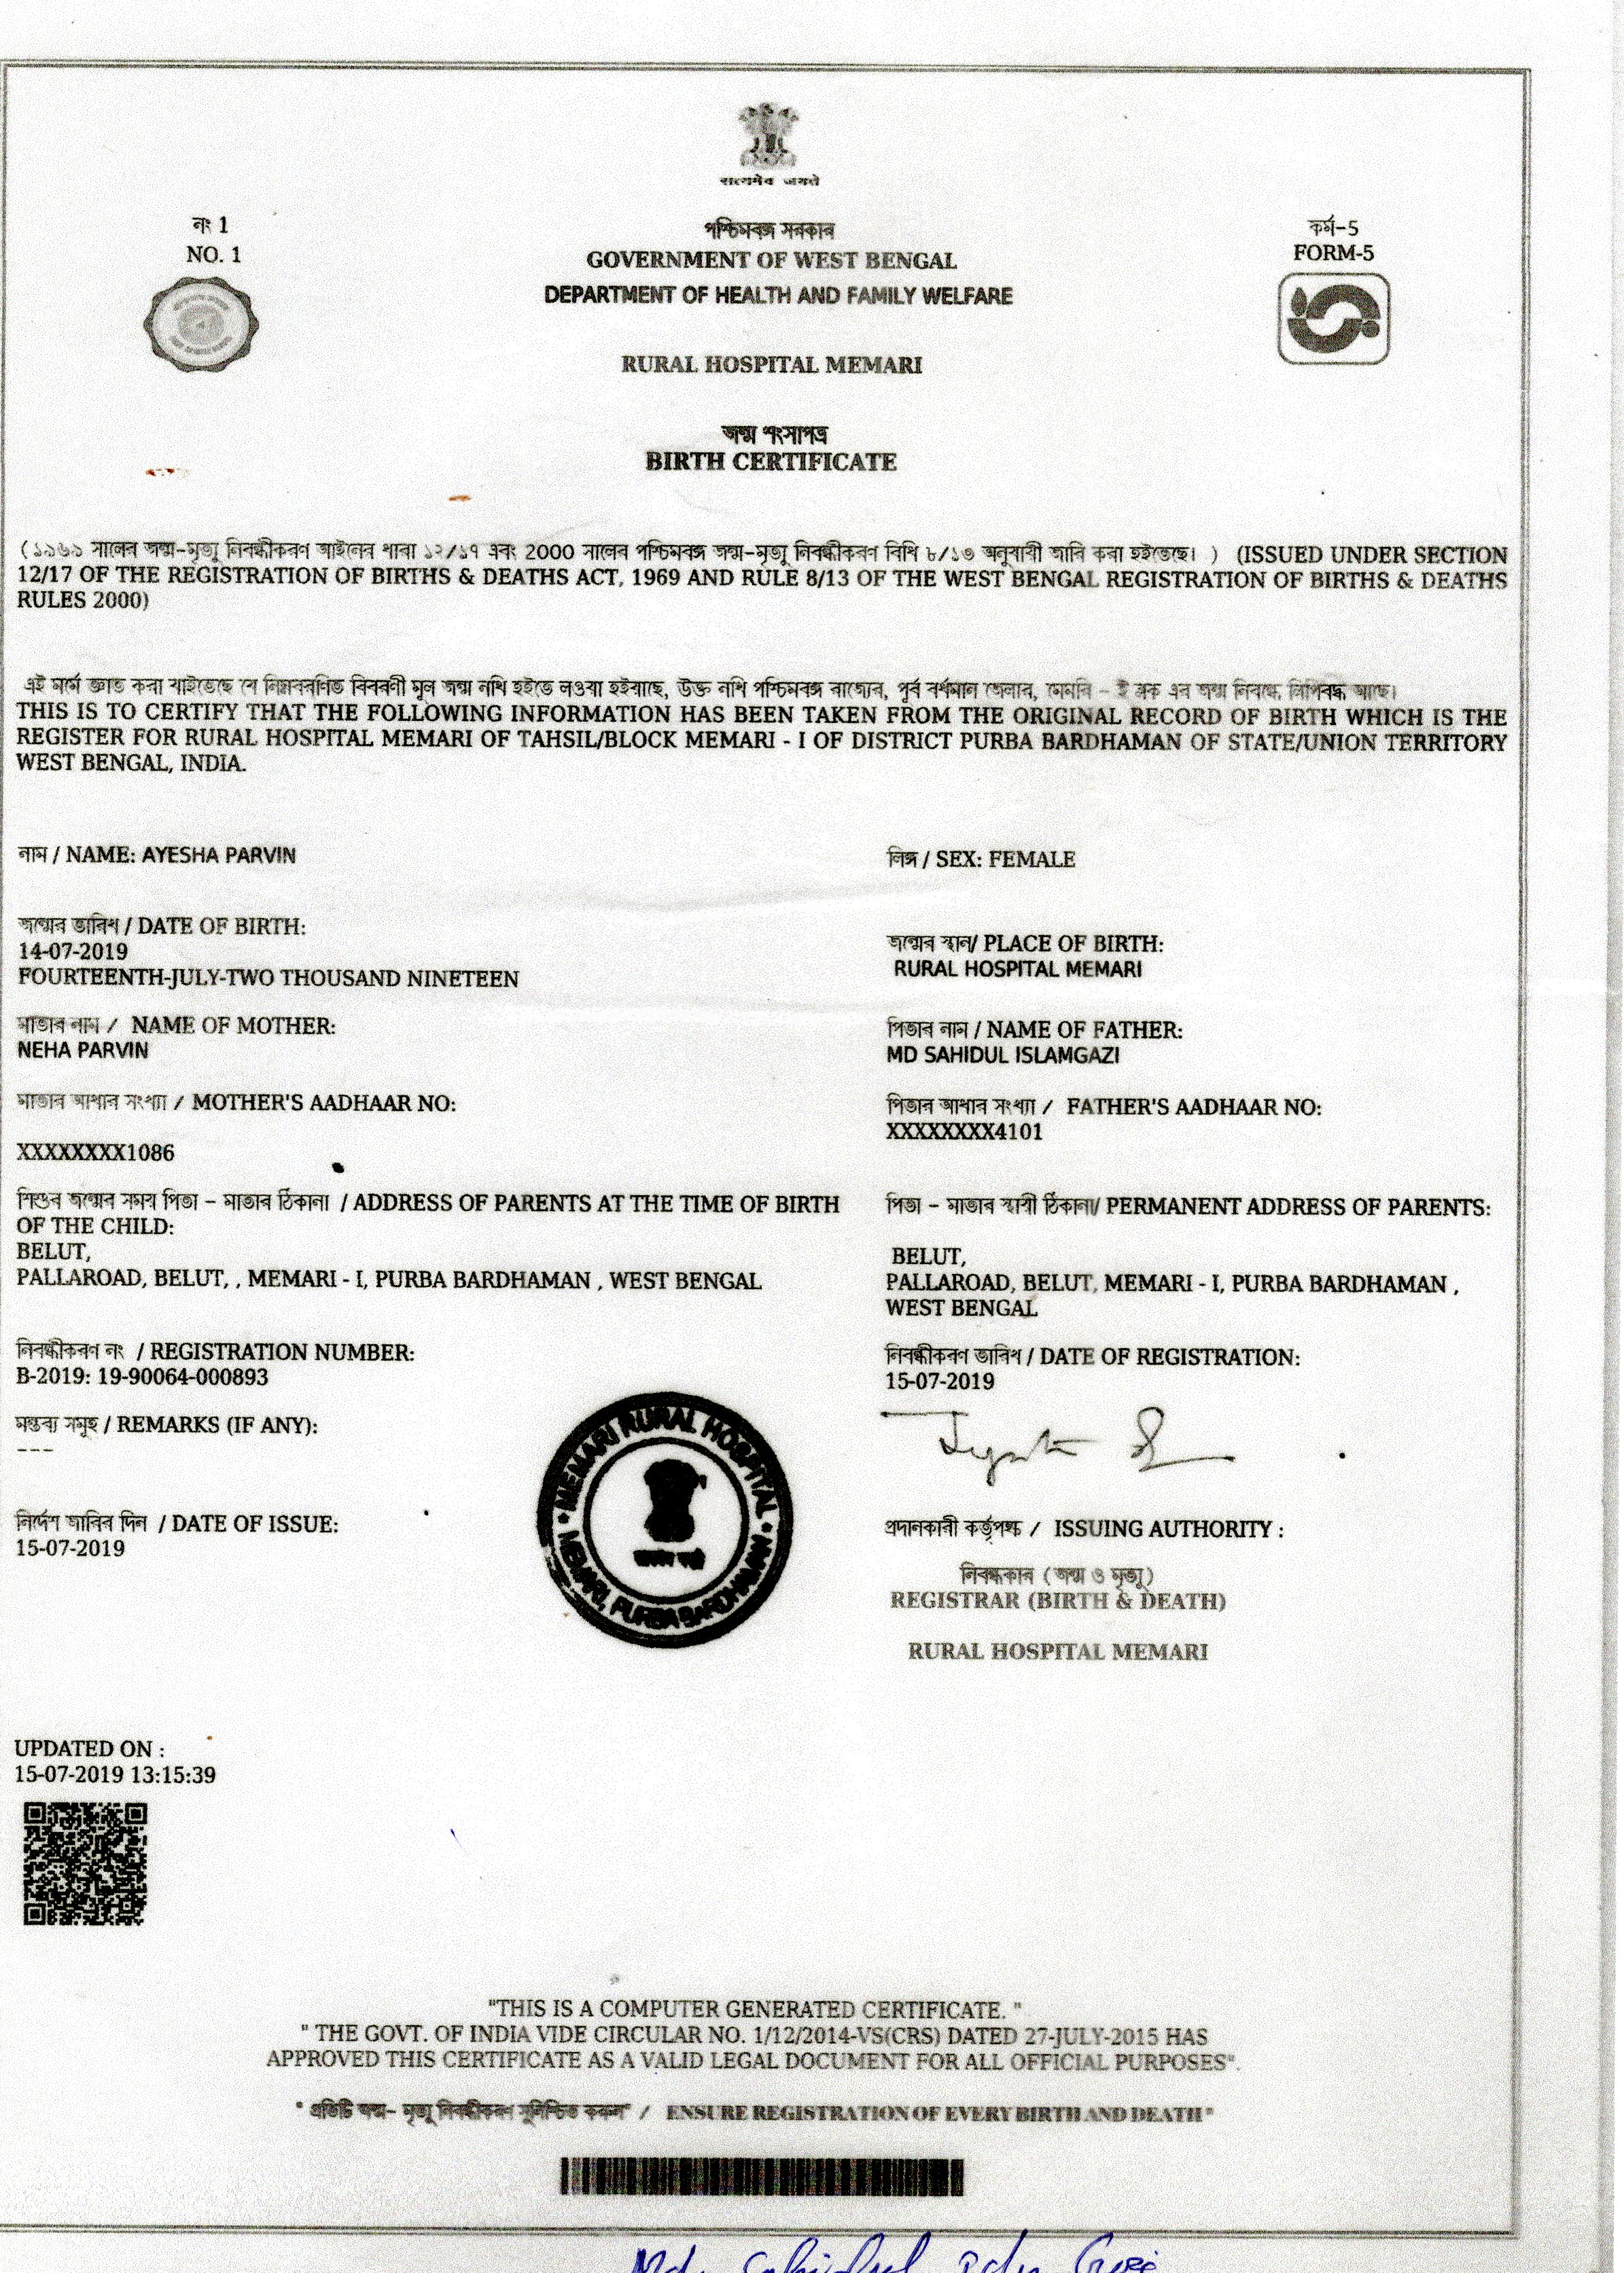 নং 1
NO. 1
পশ্চিমবঙ্গ সরকার
GOVERNMENT OF WEST BENGAL
DEPARTMENT OF HEALTH AND FAMILY WELFARE
RURAL HOSPITAL MEMARI
ফর্ম-5
FORM-5
জন্ম শংসাপত্র
BIRTH CERTIFICATE
(১৯৬৯ সালের জন্ম-মৃত্যু নিবন্ধীকরণ আইনের ধারা ১২/১৭ এবং 2000 সালের পশ্চিমবঙ্গ জন্ম-মৃত্যু নিবন্ধীকরণ বিধি ৮/১৩ অনুযায়ী জারি করা হইতেছে। ) (ISSUED UNDER SECTION
12/17 OF THE REGISTRATION OF BIRTHS & DEATHS ACT, 1969 AND RULE 8/13 OF THE WEST BENGAL REGISTRATION OF BIRTHS & DEATHS
RULES 2000)
এই মর্মে জ্ঞাত করা যাইতেছে যে নিম্নবর্ণিত বিবরণী মূল জন্ম নথি হইতে লওয়া হইয়াছে, উক্ত নথি পশ্চিমবঙ্গ রাজ্যের, পূর্ব বর্ধমান জেলার, মেমারি - ই ব্লক এর জন্ম নিবন্ধে লিপিবদ্ধ আছে।
THIS IS TO CERTIFY THAT THE FOLLOWING INFORMATION HAS BEEN TAKEN FROM THE ORIGINAL RECORD OF BIRTH WHICH IS THE
REGISTER FOR RURAL HOSPITAL MEMARI OF TAHSIL/BLOCK MEMARI - I OF DISTRICT PURBA BARDHAMAN OF STATE/UNION TERRITORY
WEST BENGAL, INDIA.
নাম / NAME: AYESHA PARVIN
লিঙ্গ / SEX: FEMALE
জন্মের তারিখ / DATE OF BIRTH:
14-07-2019
FOURTEENTH-JULY-TWO THOUSAND NINETEEN
জন্মের স্থান/ PLACE OF BIRTH:
RURAL HOSPITAL MEMARI
মাতার নাম / NAME OF MOTHER:
NEHA PARVIN
পিতার নাম / NAME OF FATHER:
MD SAHIDUL ISLAMGAZI
মাতার আধার সংখ্যা / MOTHER'S AADHAAR NO:
XXXXXXXX1086
পিতার আধার সংখ্যা / FATHER'S AADHAAR NO:
XXXXXXXX4101
শিশুর জন্মের সময় পিতা - মাতার ঠিকানা / ADDRESS OF PARENTS AT THE TIME OF BIRTH
OF THE CHILD:
BELUT,
PALLAROAD, BELUT, , MEMARI - I, PURBA BARDHAMAN , WEST BENGAL
পিতা - মাতার স্থায়ী ঠিকানা/ PERMANENT ADDRESS OF PARENTS:
BELUT,
PALLAROAD, BELUT, MEMARI - I, PURBA BARDHAMAN ,
WEST BENGAL
নিবন্ধীকরণ নং / REGISTRATION NUMBER:
B-2019: 19-90064-000893
নিবন্ধীকরণ তারিখ / DATE OF REGISTRATION:
15-07-2019
মন্তব্য সমূহ / REMARKS (IF ANY):
---
নির্দেশ জারির দিন / DATE OF ISSUE:
15-07-2019
MEMARI RURAL HOSPITAL
MEMARI, PURBA BARDHAMAN
প্রদানকারী কর্তৃপক্ষ / ISSUING AUTHORITY :
নিবন্ধকার (জন্ম ও মৃত্যু)
REGISTRAR (BIRTH & DEATH)
RURAL HOSPITAL MEMARI
UPDATED ON :
15-07-2019 13:15:39
"THIS IS A COMPUTER GENERATED CERTIFICATE. "
" THE GOVT. OF INDIA VIDE CIRCULAR NO. 1/12/2014-VS(CRS) DATED 27-JULY-2015 HAS
APPROVED THIS CERTIFICATE AS A VALID LEGAL DOCUMENT FOR ALL OFFICIAL PURPOSES".
" প্রতিটি জন্ম- মৃত্যু নিবন্ধীকরণ সুনিশ্চিত করুন" / ENSURE REGISTRATION OF EVERY BIRTH AND DEATH"
Md. Sahidul